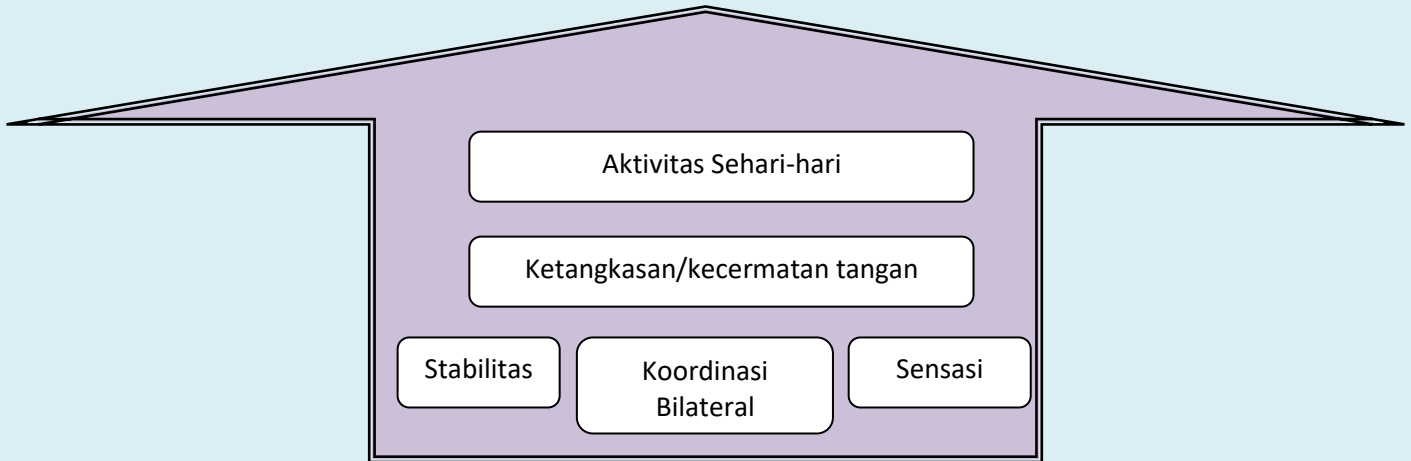 Aktivitas Sehari-hari
Ketangkasan/kecermatan tangan
Stabilitas
Koordinasi
Bilateral
Sensasi